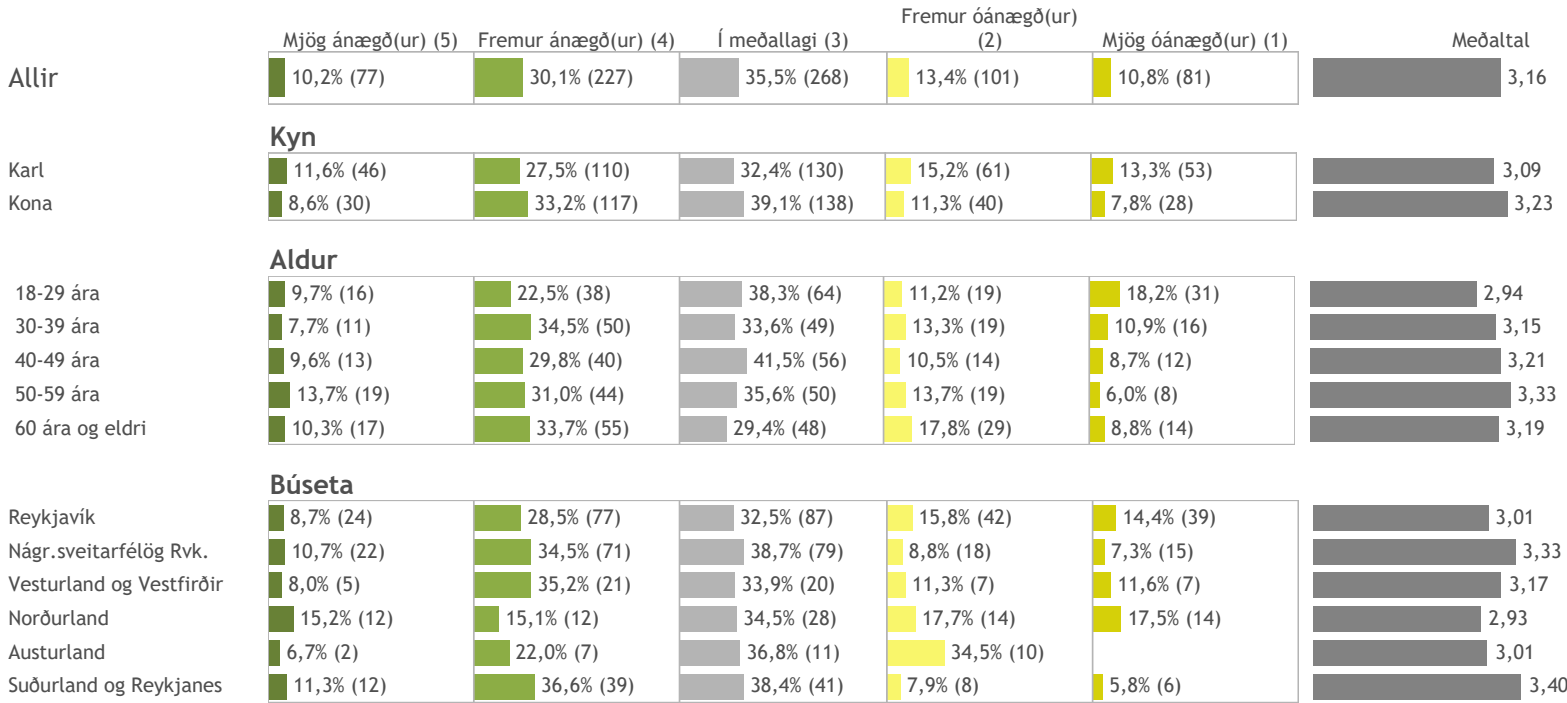 Mjög ánægð(ur) (5) Fremur ánægð(ur) (4) Í meðallagi (3) Fremur óánægð(ur) (2) Mjög óánægð(ur) (1) Meðaltal
Allir 10,2% (77) 30,1% (227) 35,5% (268) 13,4% (101) 10,8% (81) 3,16
Kyn
Karl 11,6% (46) 27,5% (110) 32,4% (130) 15,2% (61) 13,3% (53) 3,09
Kona 8,6% (30) 33,2% (117) 39,1% (138) 11,3% (40) 7,8% (28) 3,23
Aldur
18-29 ára 9,7% (16) 22,5% (38) 38,3% (64) 11,2% (19) 18,2% (31) 2,94
30-39 ára 7,7% (11) 34,5% (50) 33,6% (49) 13,3% (19) 10,9% (16) 3,15
40-49 ára 9,6% (13) 29,8% (40) 41,5% (56) 10,5% (14) 8,7% (12) 3,21
50-59 ára 13,7% (19) 31,0% (44) 35,6% (50) 13,7% (19) 6,0% (8) 3,33
60 ára og eldri 10,3% (17) 33,7% (55) 29,4% (48) 17,8% (29) 8,8% (14) 3,19
Búseta
Reykjavík 8,7% (24) 28,5% (77) 32,5% (87) 15,8% (42) 14,4% (39) 3,01
Nágr.sveitarfélög Rvk. 10,7% (22) 34,5% (71) 38,7% (79) 8,8% (18) 7,3% (15) 3,33
Vesturland og Vestfirðir 8,0% (5) 35,2% (21) 33,9% (20) 11,3% (7) 11,6% (7) 3,17
Norðurland 15,2% (12) 15,1% (12) 34,5% (28) 17,7% (14) 17,5% (14) 2,93
Austurland 6,7% (2) 22,0% (7) 36,8% (11) 34,5% (10) 3,01
Suðurland og Reykjanes 11,3% (12) 36,6% (39) 38,4% (41) 7,9% (8) 5,8% (6) 3,40